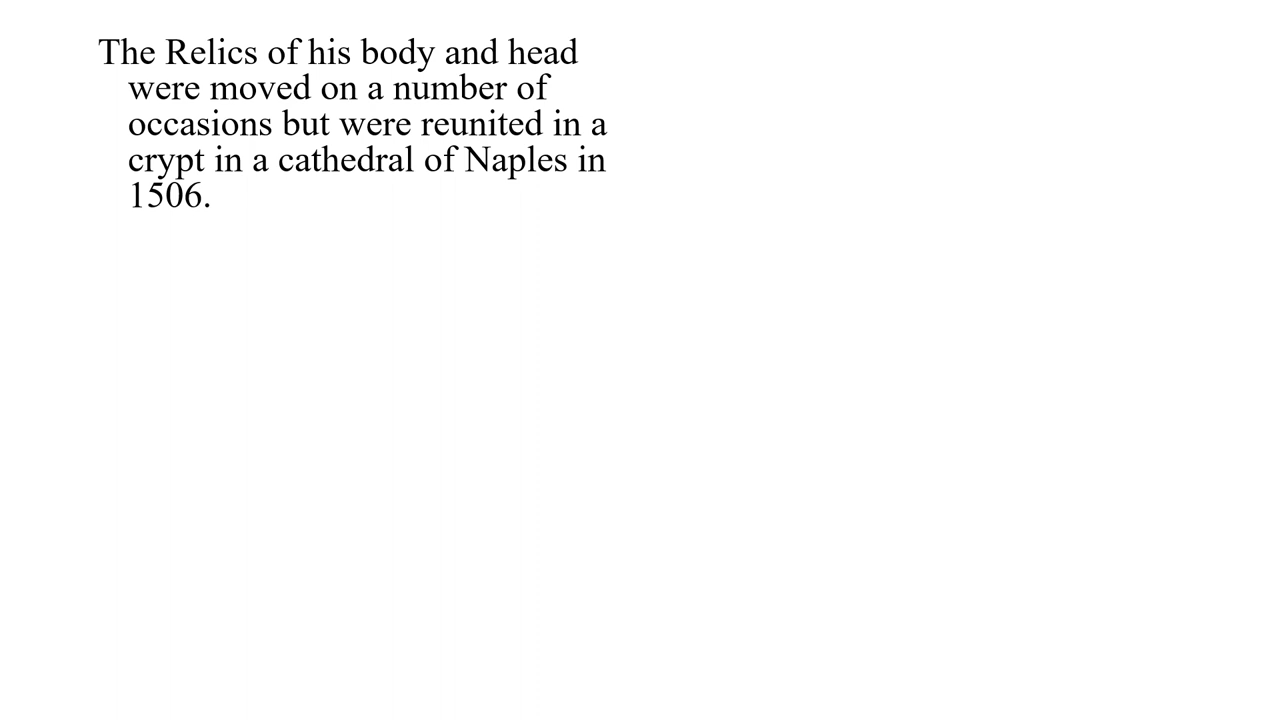 The Relics of his body and head
were moved on a number of
occasions but were reunited in a
crypt in a cathedral of Naples in
1506.